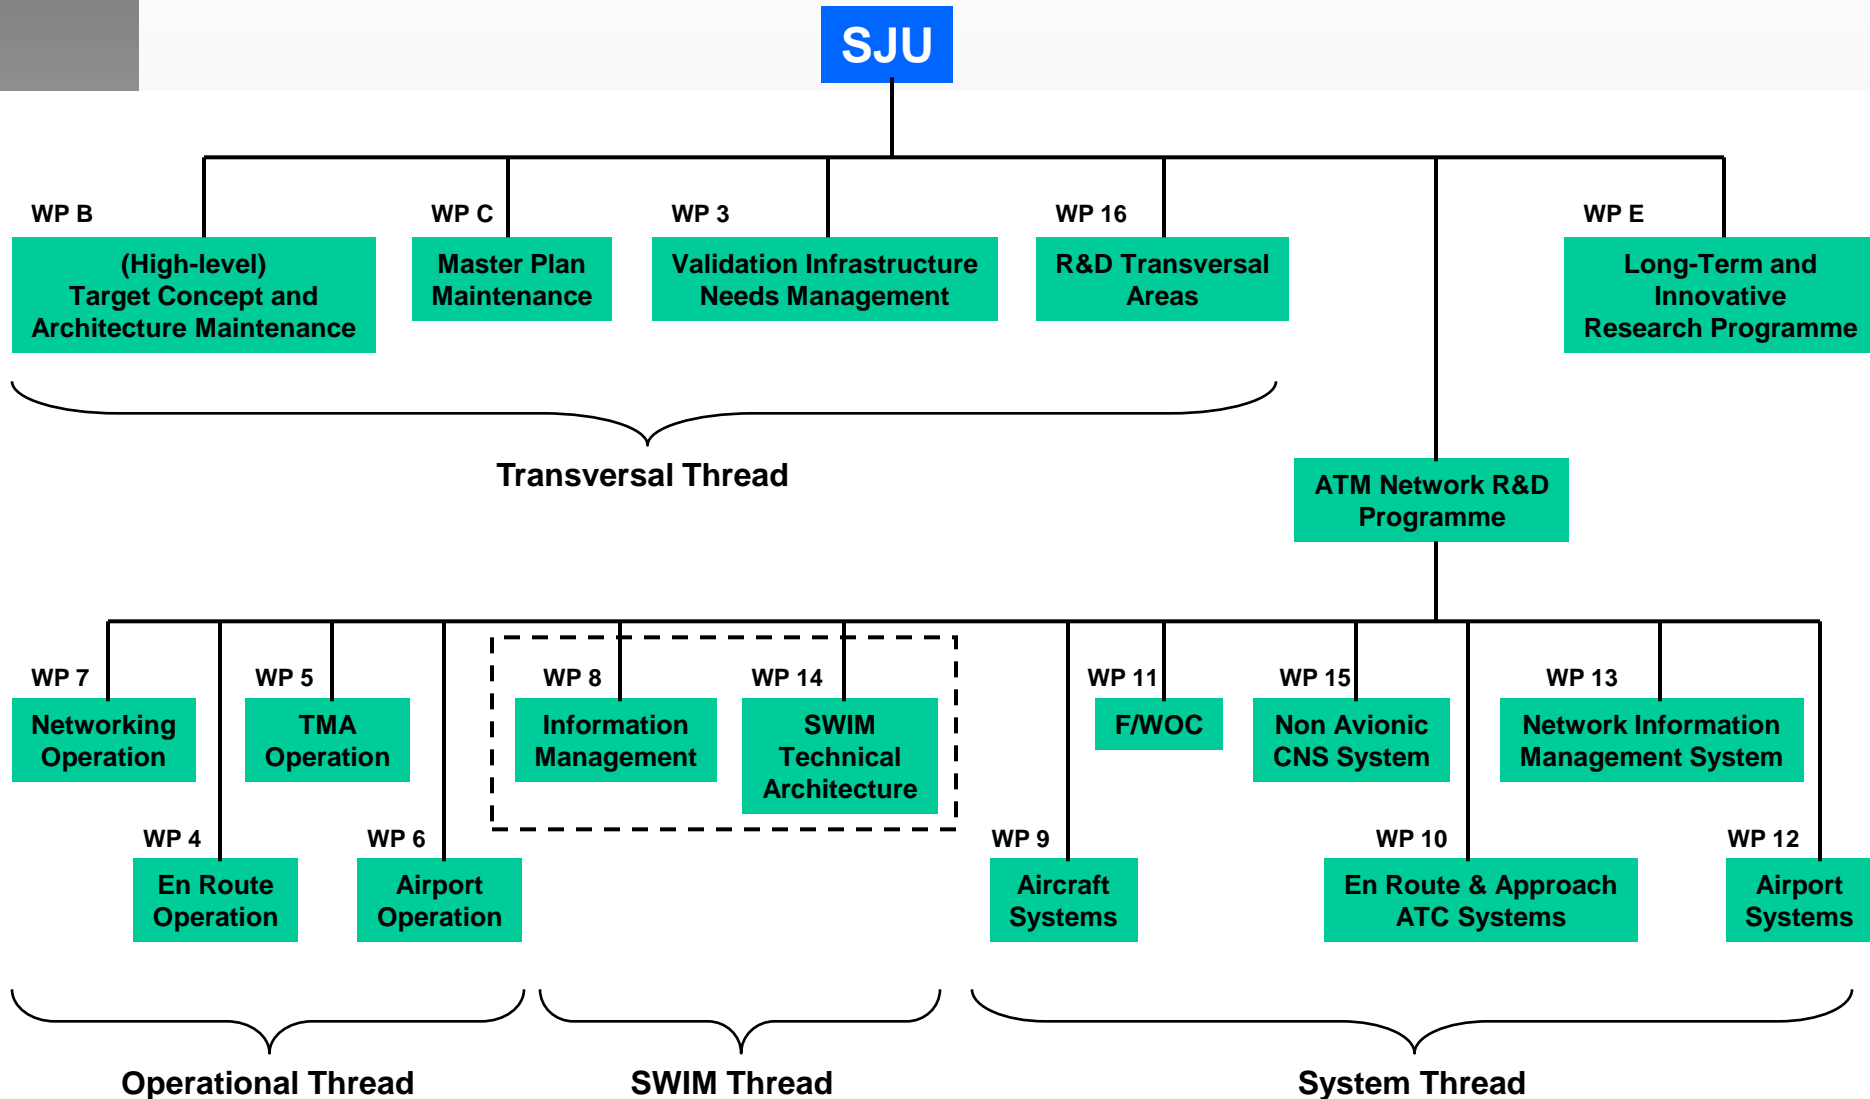 SJU
WP B
(High-level)
Target Concept and
Architecture Maintenance
WP C
Master Plan
Maintenance
WP 3
Validation Infrastructure
Needs Management
WP 16
R&D Transversal
Areas
WP E
Long-Term and
Innovative
Research Programme
Transversal Thread
ATM Network R&D
Programme
WP 7
Networking
Operation
WP 5
TMA
Operation
WP 8
Information
Management
WP 14
SWIM
Technical
Architecture
WP 11
F/WOC
WP 15
Non Avionic
CNS System
WP 13
Network Information
Management System
WP 4
En Route
Operation
WP 6
Airport
Operation
WP 9
Aircraft
Systems
WP 10
En Route & Approach
ATC Systems
WP 12
Airport
Systems
Operational Thread
SWIM Thread
System Thread